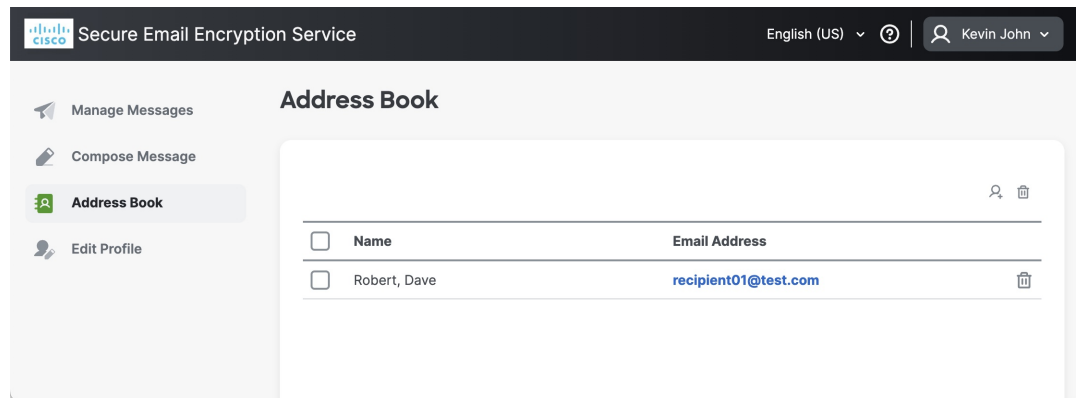 CISCO Secure Email Encryption Service English (US) Kevin John
Manage Messages
Compose Message
Address Book
Edit Profile
Address Book
Name Email Address
Robert, Dave recipient01@test.com